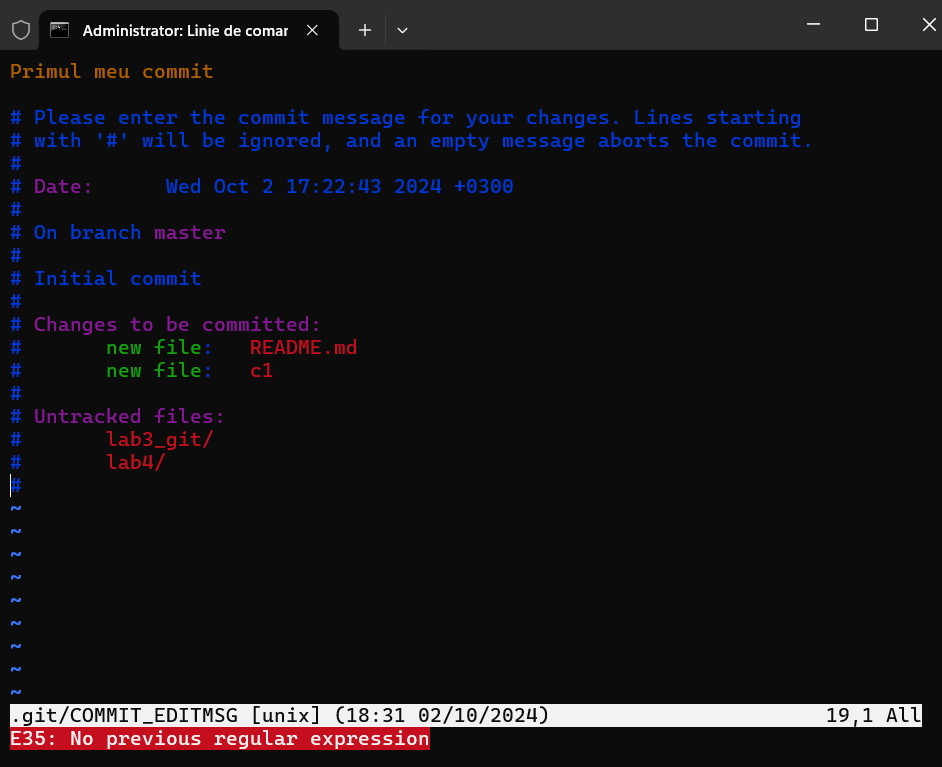 Administrator: Linie de comar
Primul meu commit
# Please enter the commit message for your changes. Lines starting
# with '#' will be ignored, and an empty message aborts the commit.
#
# Date:      Wed Oct 2 17:22:43 2024 +0300
#
# On branch master
#
# Initial commit
#
# Changes to be committed:
#       new file:   README.md
#       new file:   c1
#
# Untracked files:
#       lab3_git/
#       lab4/
#
~
~
~
~
~
~
~
~
~
.git/COMMIT_EDITMSG [unix] (18:31 02/10/2024) 19,1 All
E35: No previous regular expression